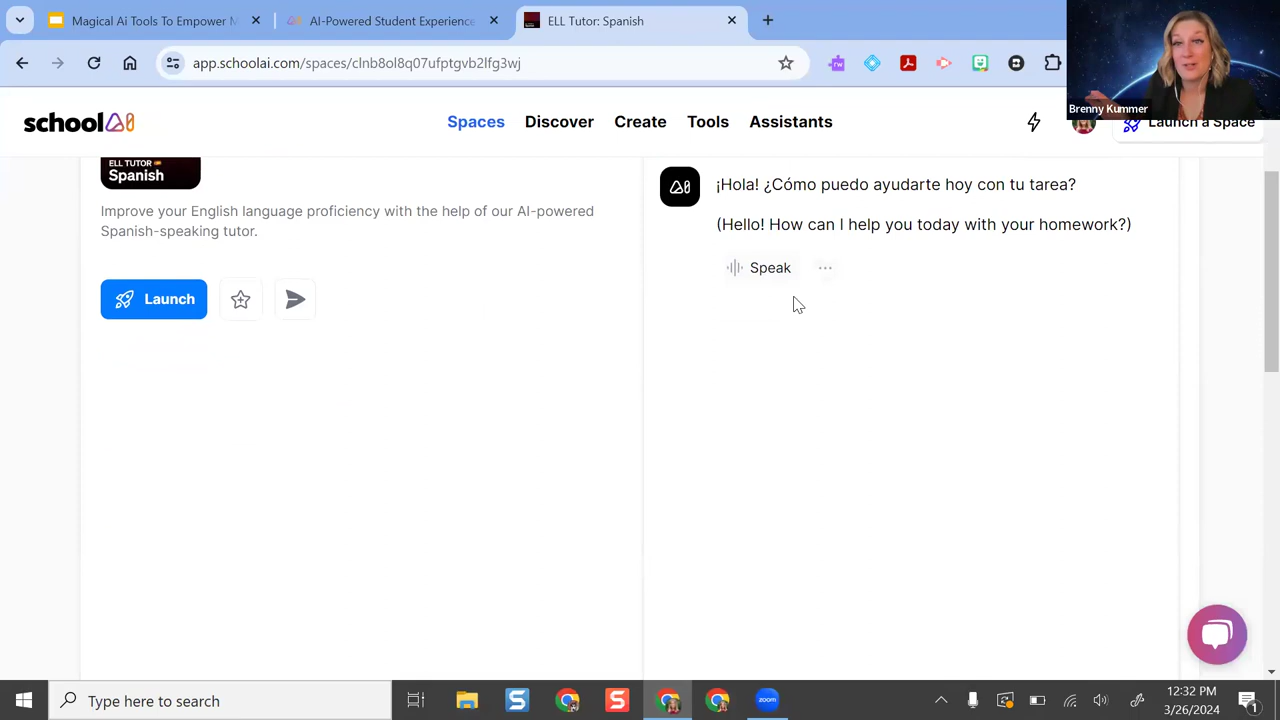 Magical Ai Tools To Empower M
AI-Powered Student Experience
ELL Tutor: Spanish
app.schoolai.com/spaces/clnb8ol8q07ufptgvb2lfg3wj
Brenny Kummer
school
Spaces
Discover
Create
Tools
Assistants
Launch a Space
ELL TUTOR
Spanish
Improve your English language proficiency with the help of our AI-powered
Spanish-speaking tutor.
Launch
¡Hola! ¿Cómo puedo ayudarte hoy con tu tarea?
(Hello! How can I help you today with your homework?)
Speak
Type here to search
zoom
12:32 PM
3/26/2024
1